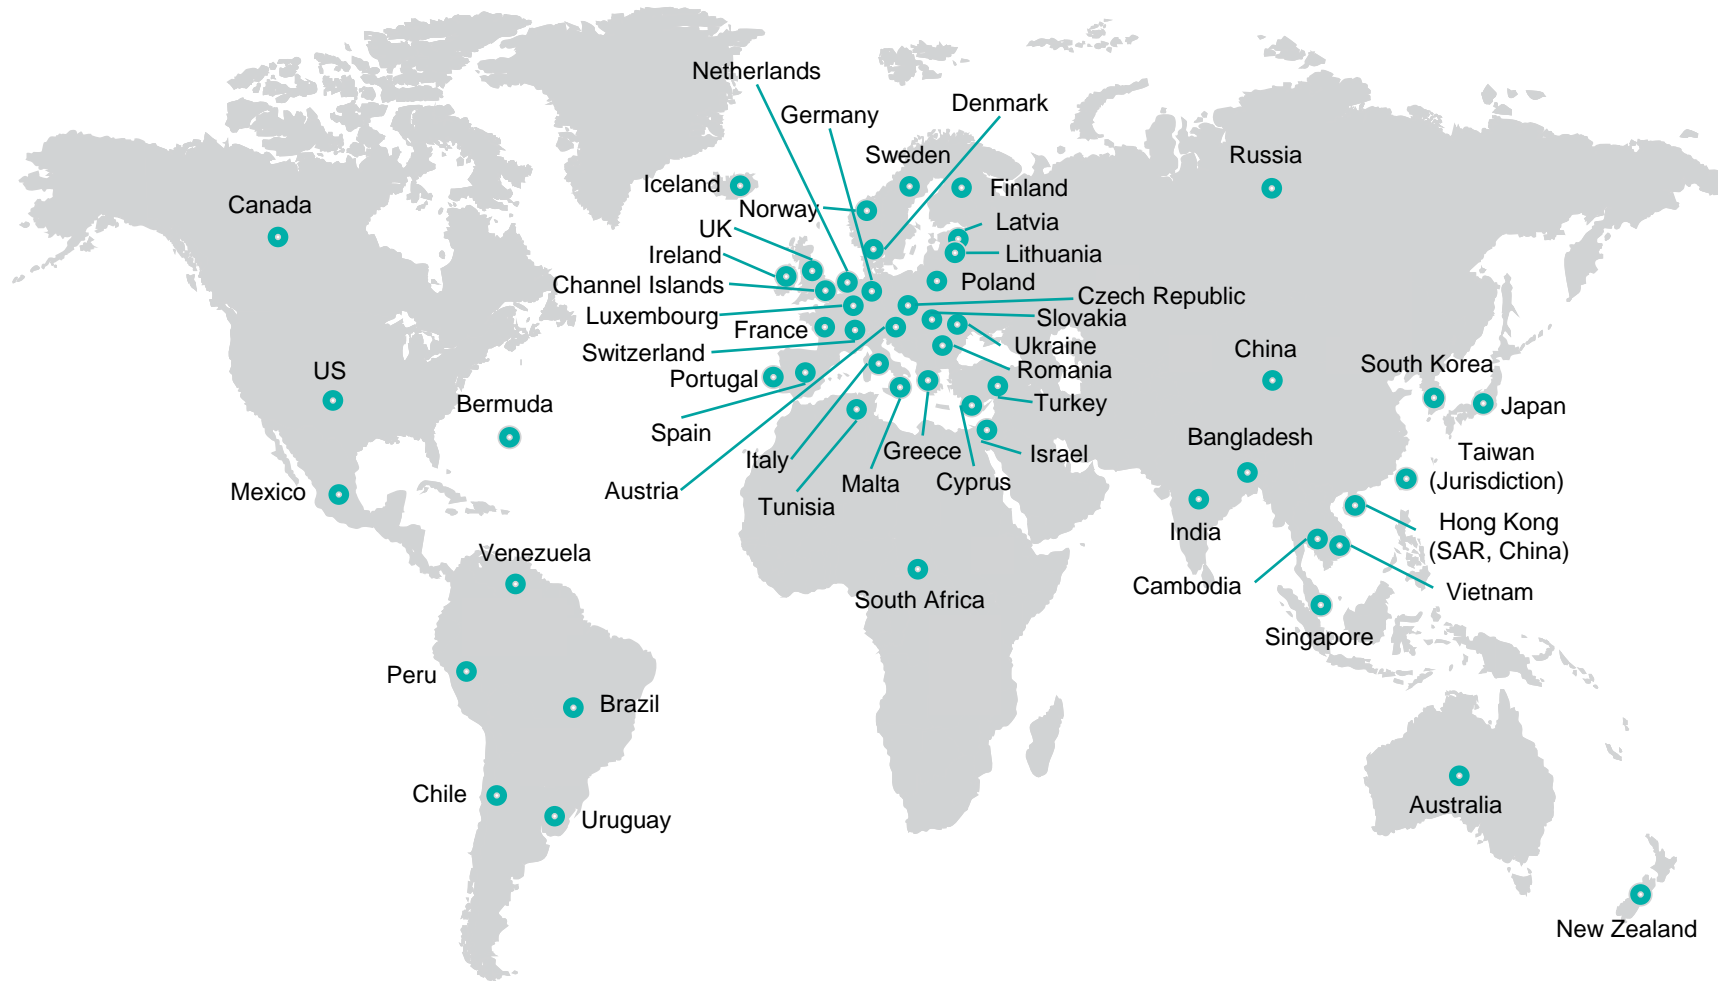 Netherlands
Germany
Denmark
Sweden
Russia
Iceland
Finland
Canada
Norway
Latvia
UK
Lithuania
Ireland
Poland
Channel Islands
Czech Republic
Luxembourg
Slovakia
France
Ukraine
Switzerland
China
South Korea
US
Portugal
Romania
Bermuda
Turkey
Japan
Spain
Bangladesh
Greece
Israel
Taiwan
(Jurisdiction)
Italy
Mexico
Austria
Malta
Cyprus
Tunisia
India
Hong Kong
(SAR, China)
Venezuela
Cambodia
Vietnam
South Africa
Singapore
Peru
Brazil
Chile
Australia
Uruguay
New Zealand